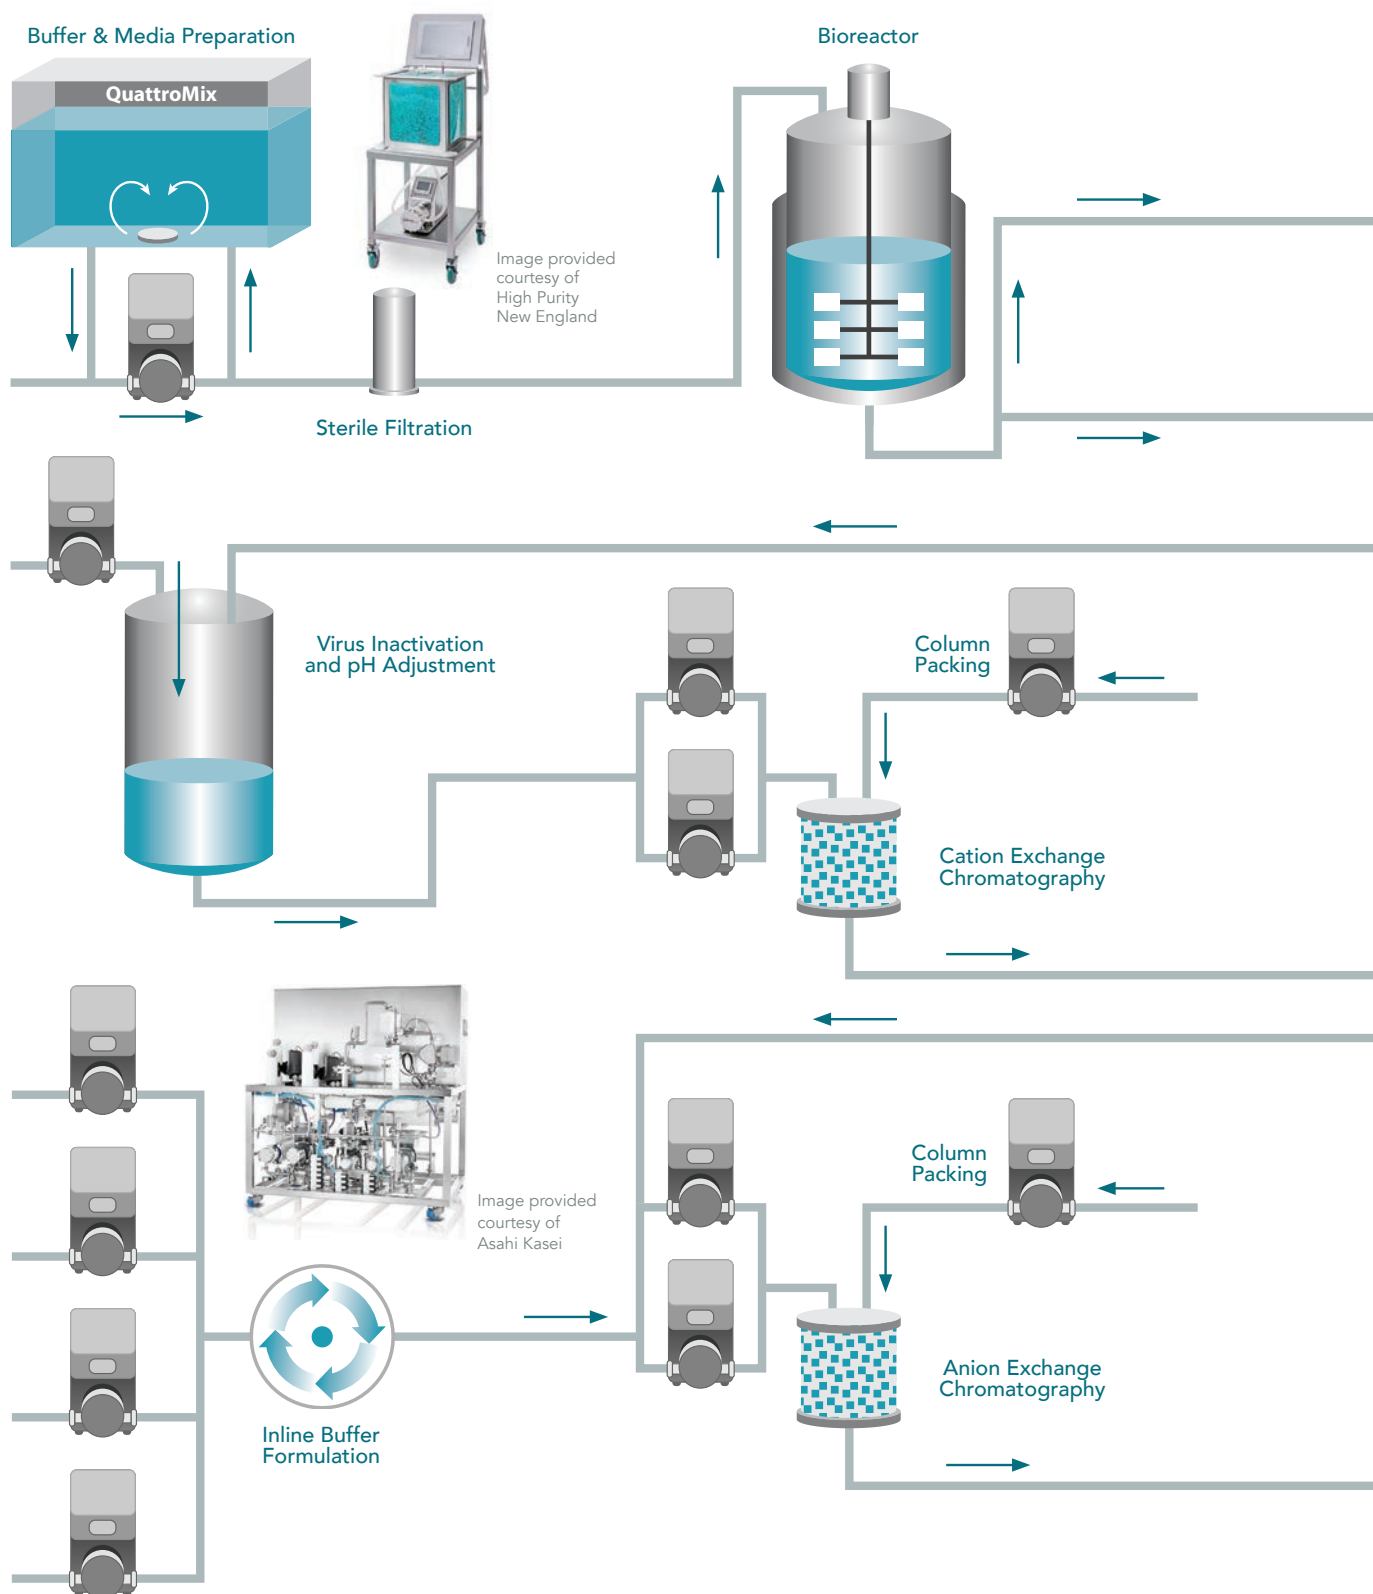 Buffer & Media Preparation
QuattroMix
Image provided
courtesy of
High Purity
New England
Bioreactor
Sterile Filtration
Virus Inactivation
and pH Adjustment
Column
Packing
Cation Exchange
Chromatography
Image provided
courtesy of
Asahi Kasei
Column
Packing
Inline Buffer
Formulation
Anion Exchange
Chromatography